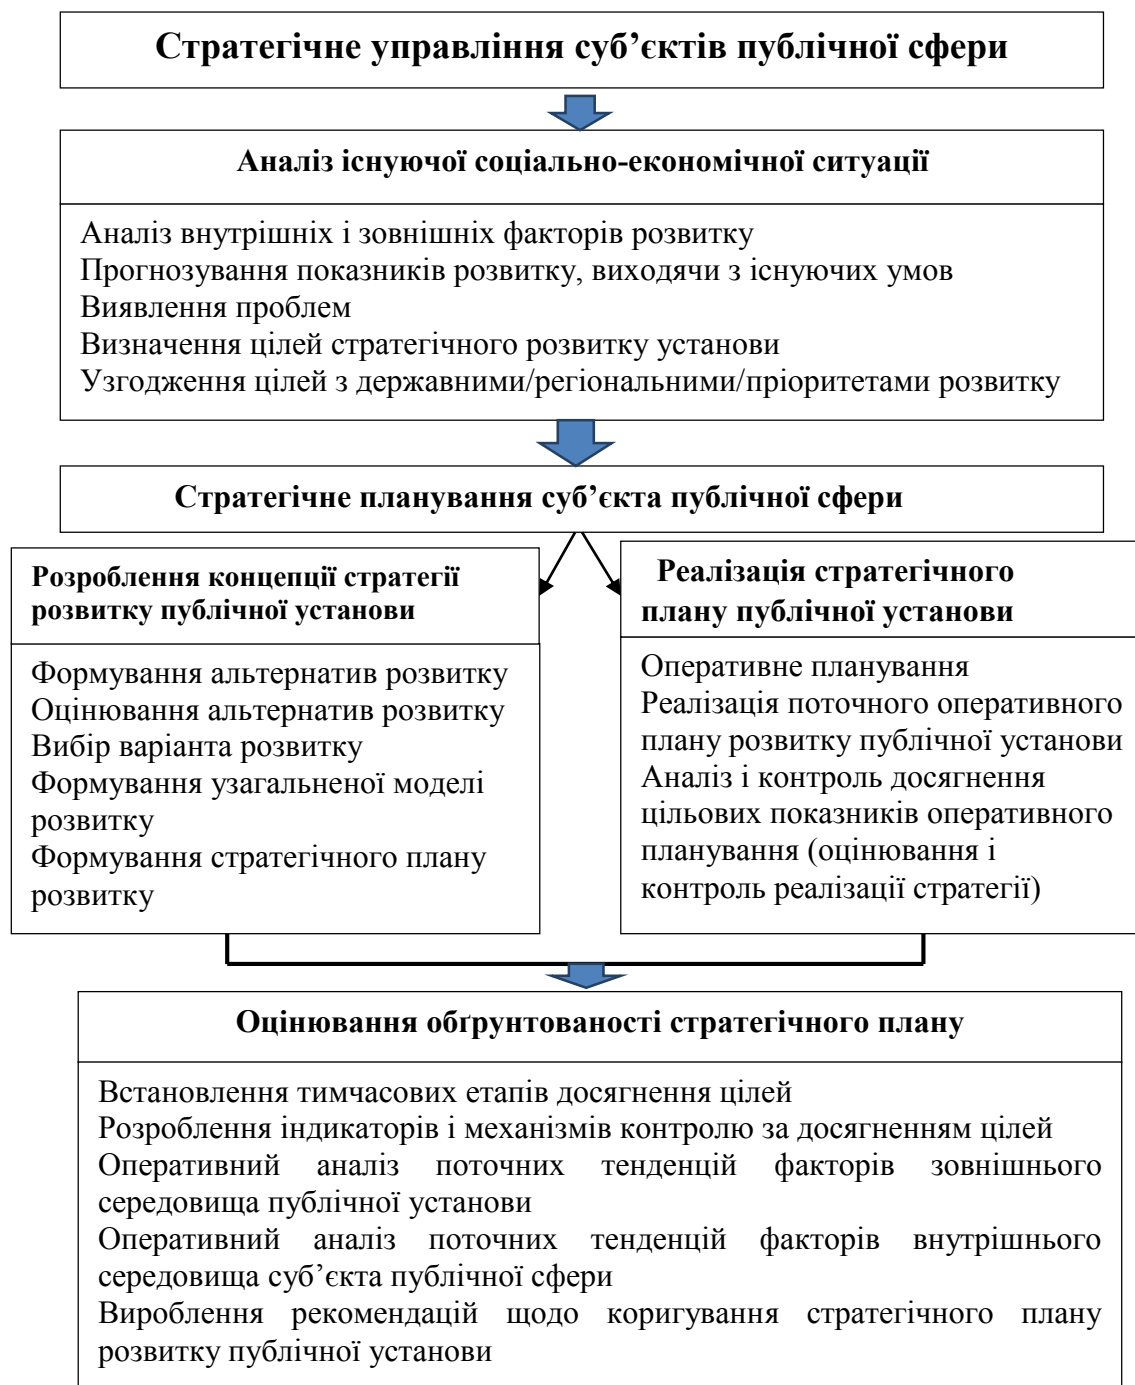 Стратегічне управління суб’єктів публічної сфери
Аналіз існуючої соціально-економічної ситуації
Аналіз внутрішніх і зовнішніх факторів розвитку
Прогнозування показників розвитку, виходячи з існуючих умов
Виявлення проблем
Визначення цілей стратегічного розвитку установи
Узгодження цілей з державними/регіональними/пріоритетами розвитку
Стратегічне планування суб’єкта публічної сфери
Розроблення концепції стратегії
розвитку публічної установи
Формування альтернатив розвитку
Оцінювання альтернатив розвитку
Вибір варіанта розвитку
Формування узагальненої моделі
розвитку
Формування стратегічного плану
розвитку
Реалізація стратегічного
плану публічної установи
Оперативне планування
Реалізація поточного оперативного
плану розвитку публічної установи
Аналіз і контроль досягнення
цільових показників оперативного
планування (оцінювання і
контроль реалізації стратегії)
Оцінювання обґрунтованості стратегічного плану
Встановлення тимчасових етапів досягнення цілей
Розроблення індикаторів і механізмів контролю за досягненням цілей
Оперативний аналіз поточних тенденцій факторів зовнішнього
середовища публічної установи
Оперативний аналіз поточних тенденцій факторів внутрішнього
середовища суб’єкта публічної сфери
Вироблення рекомендацій щодо коригування стратегічного плану
розвитку публічної установи